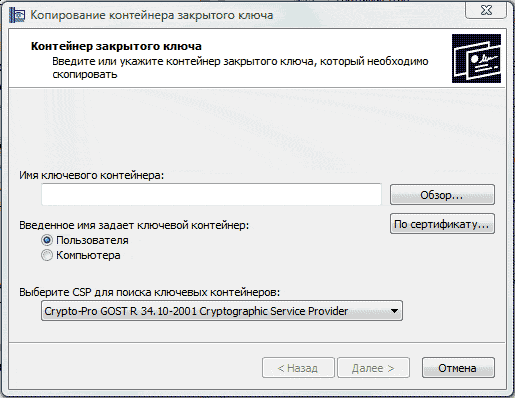 Копирование контейнера закрытого ключа
Контейнер закрытого ключа
Введите или укажите контейнер закрытого ключа, который необходимо
скопировать
Имя ключевого контейнера:
Обзор...
Введенное имя задает ключевой контейнер:
По сертификату...
Пользователя
Компьютера
Выберите CSP для поиска ключевых контейнеров:
Crypto-Pro GOST R 34.10-2001 Cryptographic Service Provider
< Назад
Далее >
Отмена